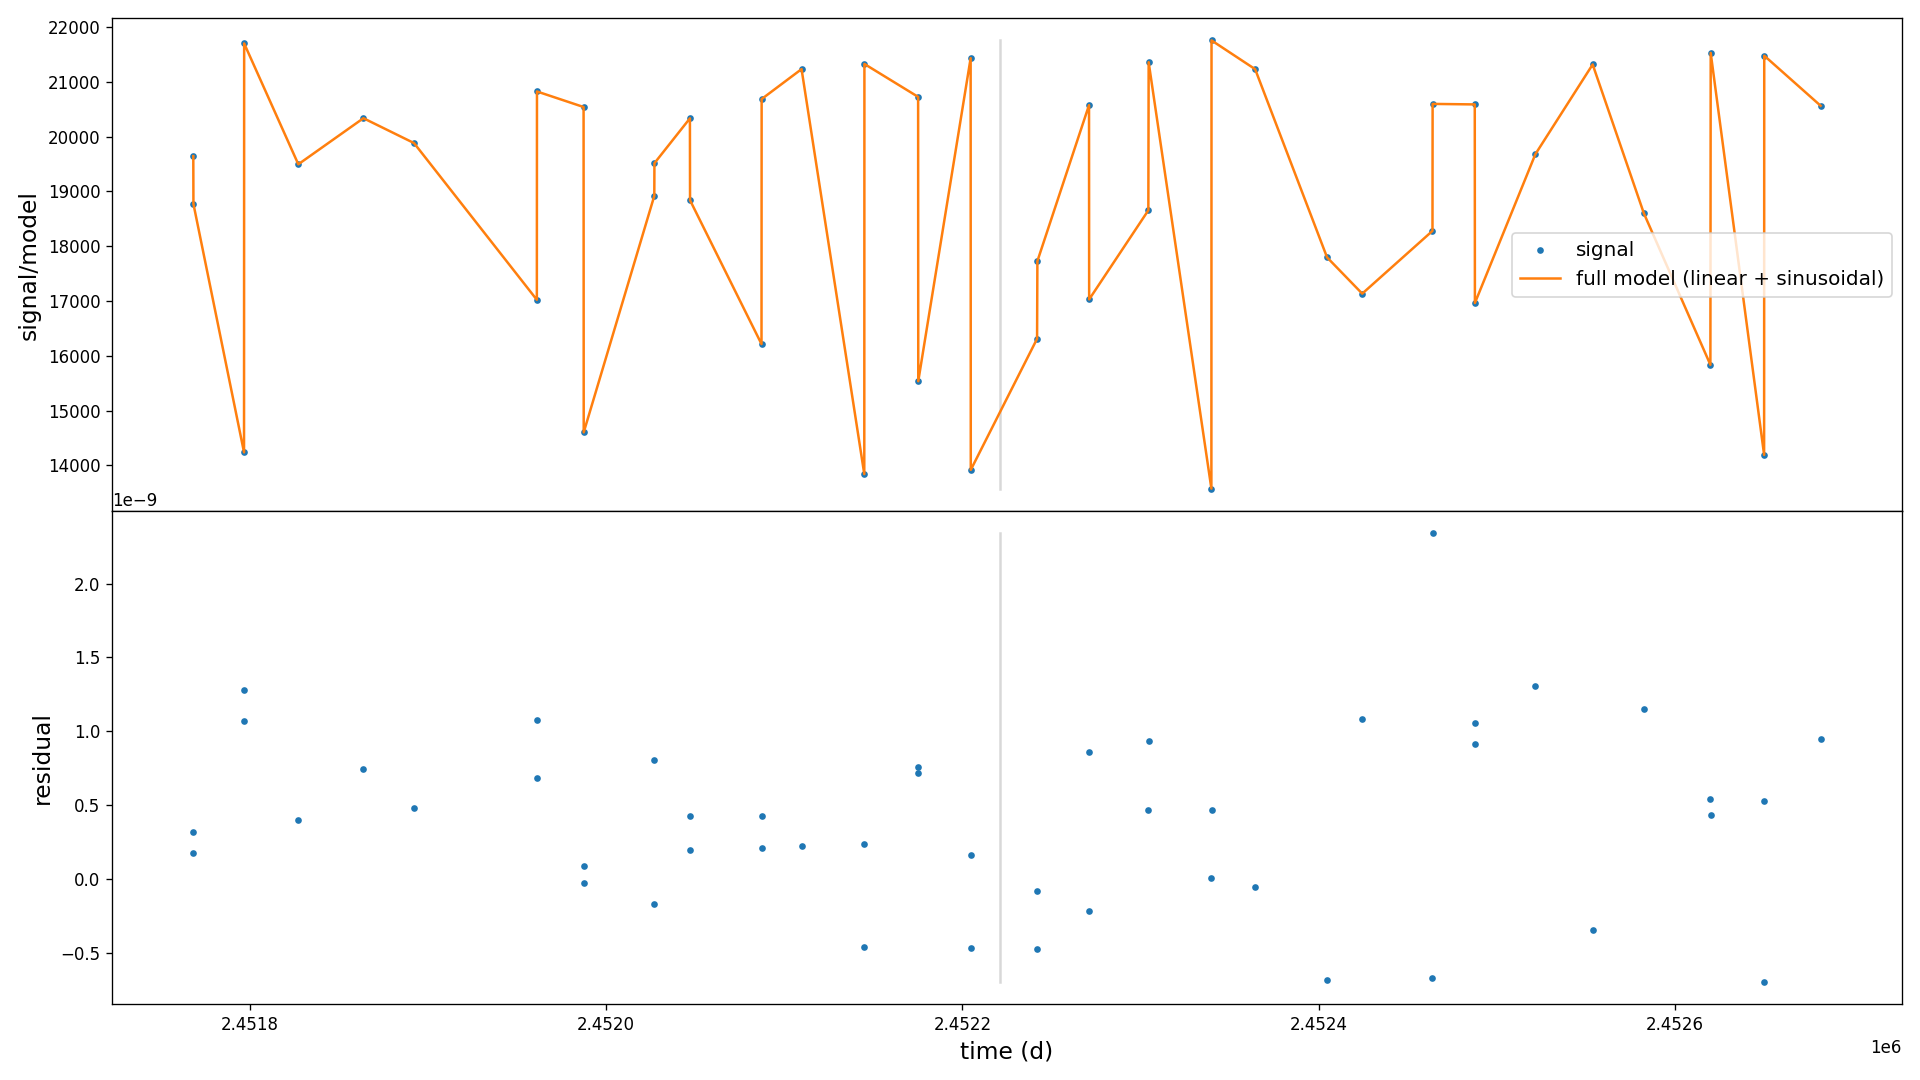 22000
21000
20000
19000
18000
17000
16000
15000
14000
signal/model
signal
full model (linear + sinusoidal)
1e−9
2.0
1.5
1.0
0.5
0.0
−0.5
residual
2.4518
2.4520
2.4522
2.4524
2.4526
time (d)
1e6